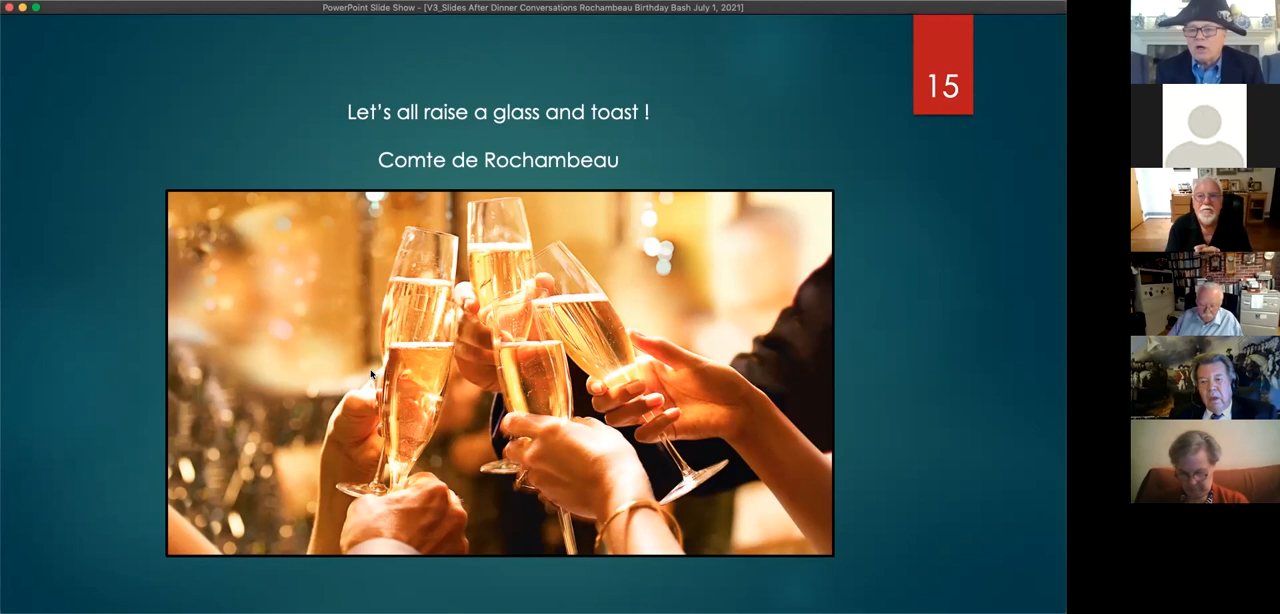 PowerPoint Slide Show - [V3_Slides After Dinner Conversations Rochambeau Birthday Bash July 1, 2021]
15
Let's all raise a glass and toast !
Comte de Rochambeau